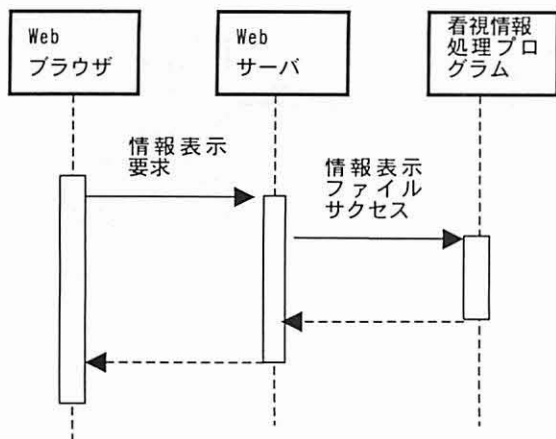 Web
ブラウザ
Web
サーバ
看視情報
処理プロ
グラム
情報表示
要求
情報表示
ファイル
サクセス